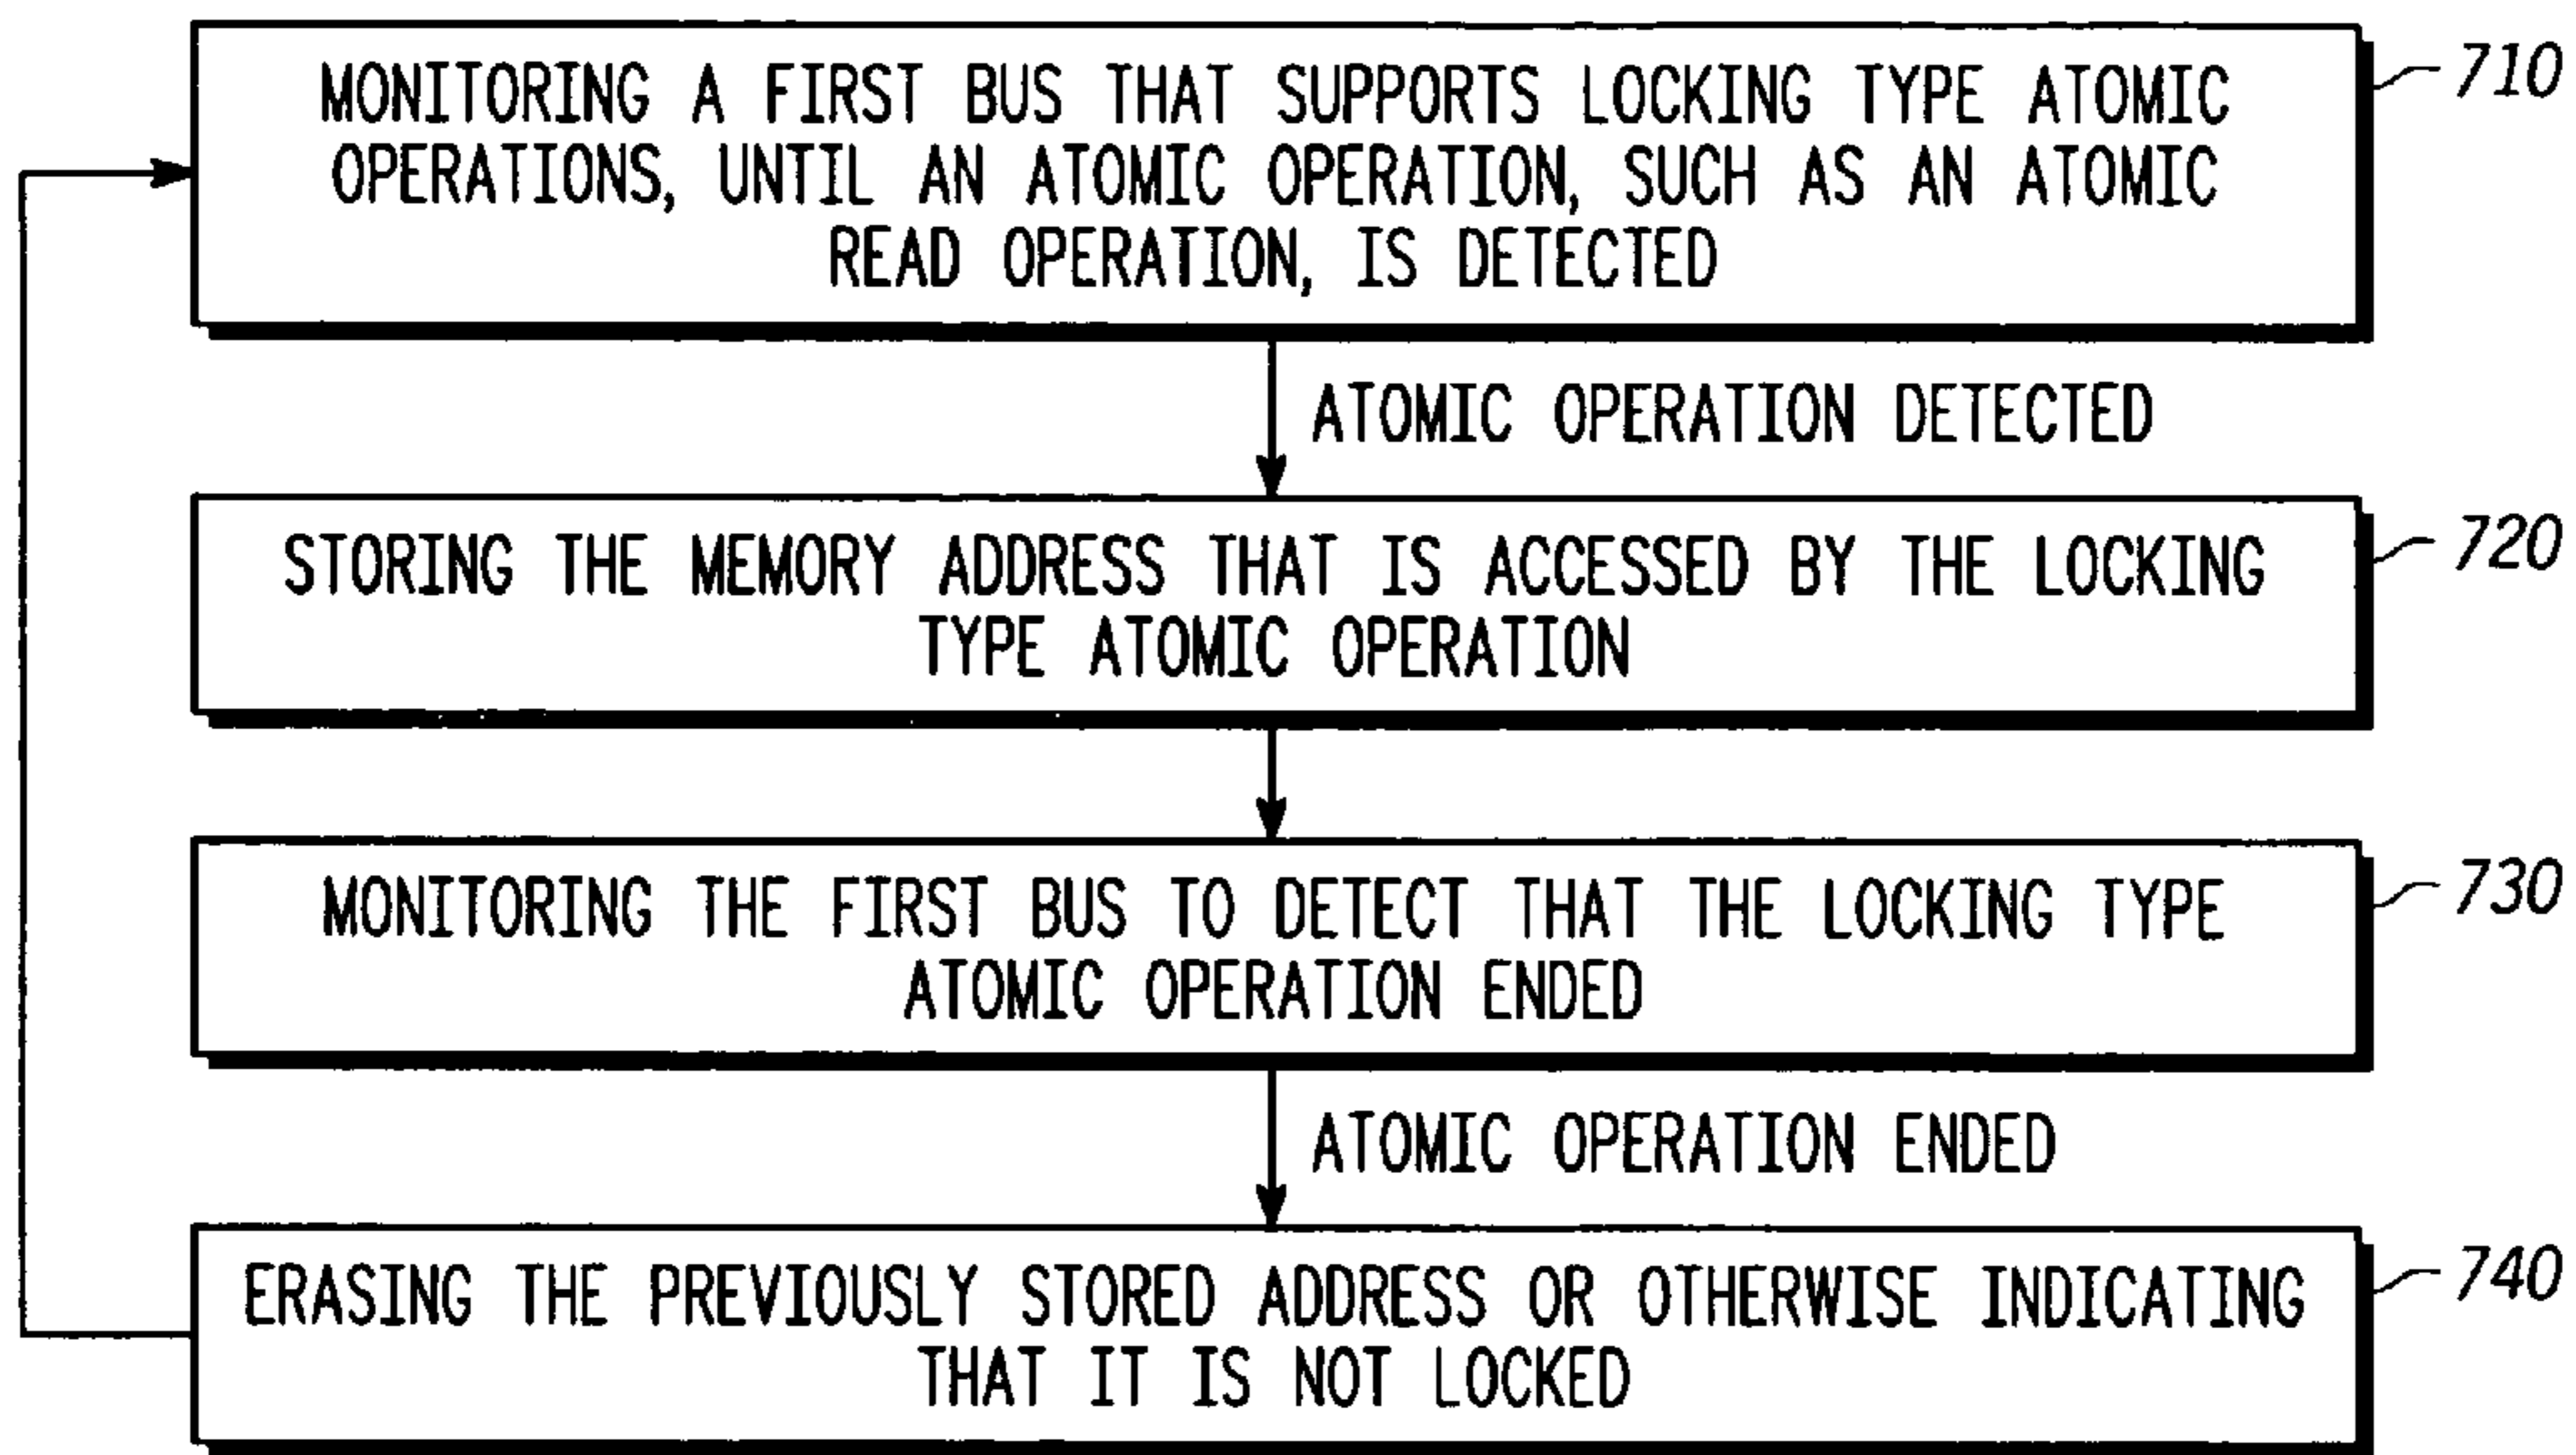 MONITORING A FIRST BUS THAT SUPPORTS LOCKING TYPE ATOMIC
OPERATIONS, UNTIL AN ATOMIC OPERATION, SUCH AS AN ATOMIC
READ OPERATION, IS DETECTED
710
ATOMIC OPERATION DETECTED
STORING THE MEMORY ADDRESS THAT IS ACCESSED BY THE LOCKING
TYPE ATOMIC OPERATION
720
MONITORING THE FIRST BUS TO DETECT THAT THE LOCKING TYPE
ATOMIC OPERATION ENDED
730
ATOMIC OPERATION ENDED
ERASING THE PREVIOUSLY STORED ADDRESS OR OTHERWISE INDICATING
THAT IT IS NOT LOCKED
740